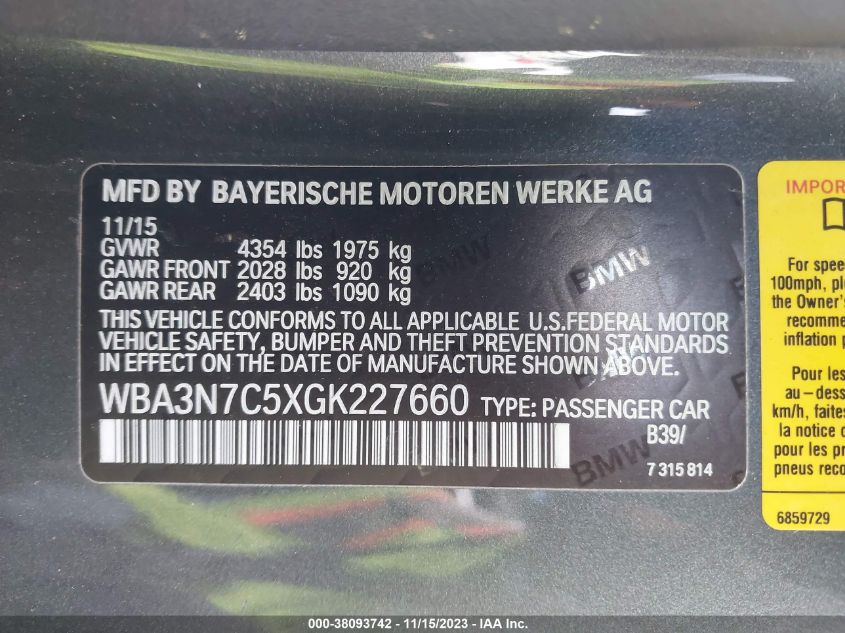 MFD BY BAYERISCHE MOTOREN WERKE AG
11/15
GVWR 4354 lbs 1975 kg
GAWR FRONT 2028 lbs 920 kg
GAWR REAR 2403 lbs 1090 kg
THIS VEHICLE CONFORMS TO ALL APPLICABLE U.S.FEDERAL MOTOR
VEHICLE SAFETY, BUMPER AND THEFT PREVENTION STANDARDS
IN EFFECT ON THE DATE OF MANUFACTURE SHOWN ABOVE.
WBA3N7C5XGK227660 TYPE: PASSENGER CAR
B39/
7 315 814
BMW
BMW
BMW
BMW
For spee
100mph, pl
the Owner's
recomme
inflation p
Pour les
au-dess
km/h, faites
la notice
pour les pr
pneus reco
6859729
000-38093742 - 11/15/2023 - IAA Inc.